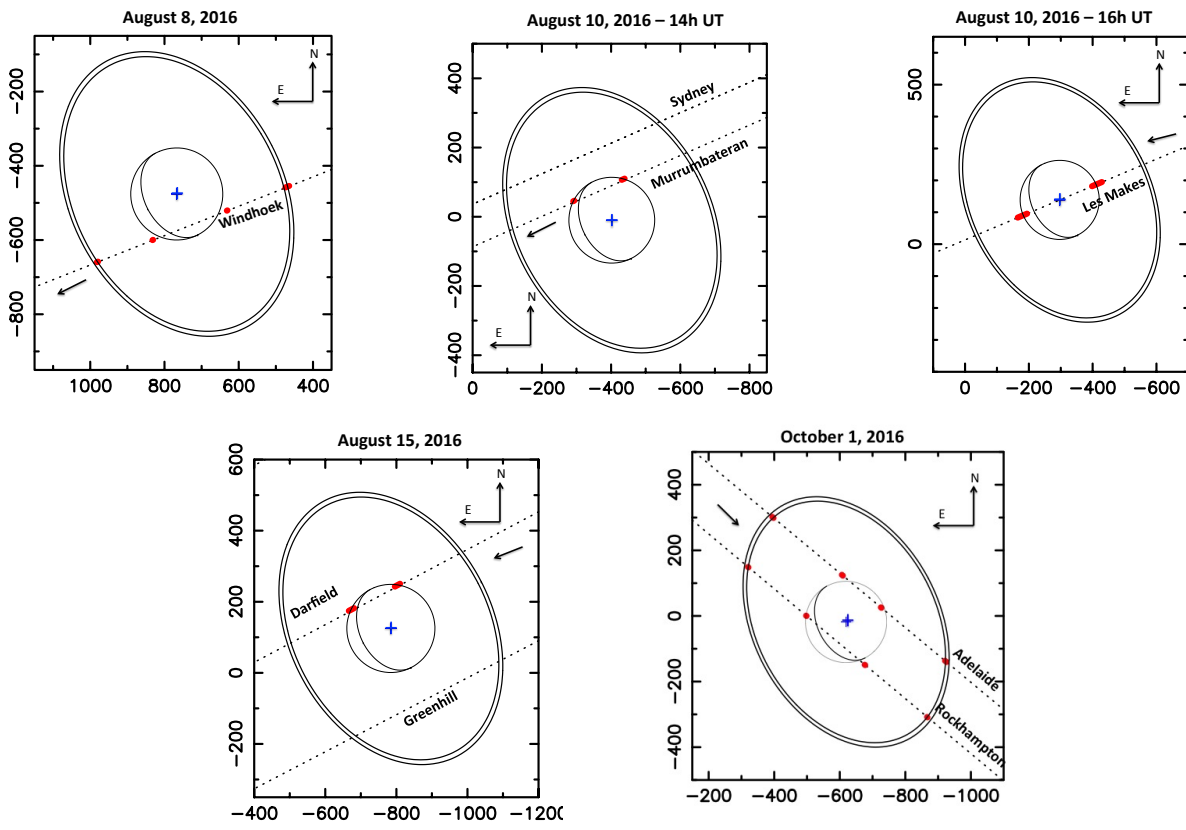 August 8, 2016
N
E
Windhoek
−200
−400
−600
−800
1000 800 600 400
August 10, 2016 – 14h UT
Sydney
Murrumbateran
N
E
400
200
0
−200
−400
0 −200 −400 −600 −800
August 10, 2016 – 16h UT
N
E
Les Makes
500
0
0 −200 −400 −600
August 15, 2016
N
E
Darfield
Greenhill
600
400
200
0
−200
−400 −600 −800 −1000 −1200
October 1, 2016
N
E
Adelaide
Rockhampton
400
200
0
−200
−400
−200 −400 −600 −800 −1000